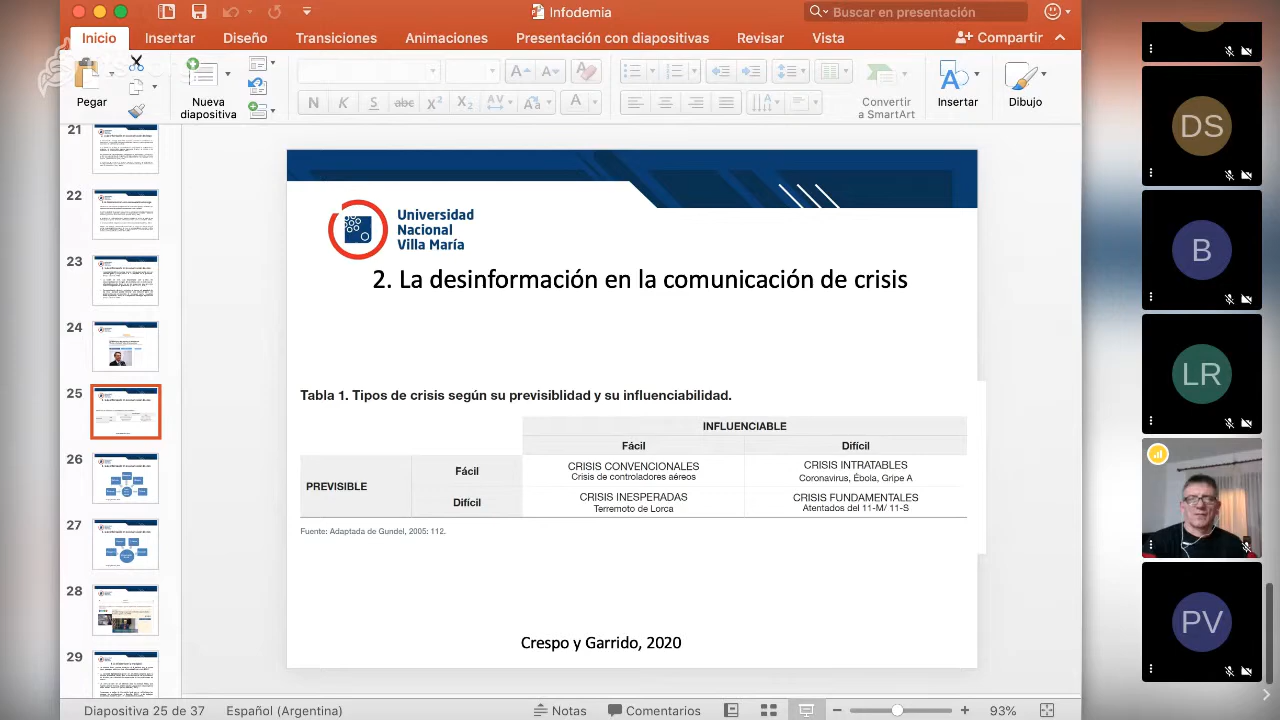 Infodemia
Buscar en presentación
Inicio Insertar Diseño Transiciones Animaciones Presentación con diapositivas Revisar Vista Compartir
Pegar
Nueva
diapositiva
N K S abc X² X₂ AV Aa A
Convertir
a SmartArt
Insertar
Dibujo
21
22
23
24
25
26
27
28
29
Universidad
Nacional
Villa María
2. La desinformación en la comunicación de crisis
Tabla 1. Tipos de crisis según su previsiblidad y su influenciabilidad.
INFLUENCIABLE
Fácil Difícil
PREVISIBLE
Fácil
CRISIS CONVENCIONALES
Crisis de controladores aéreos
CRISIS INTRATABLES
Coronavirus, Ébola, Gripe A
Difícil
CRISIS INESPERADAS
Terremoto de Lorca
CRISIS FUNDAMENTALES
Atentados del 11-M/ 11-S
Fuente: Adaptada de Gundel, 2005: 112.
Crespo y Garrido, 2020
Diapositiva 25 de 37 Español (Argentina) Notas Comentarios 93%
DS
B
LR
PV